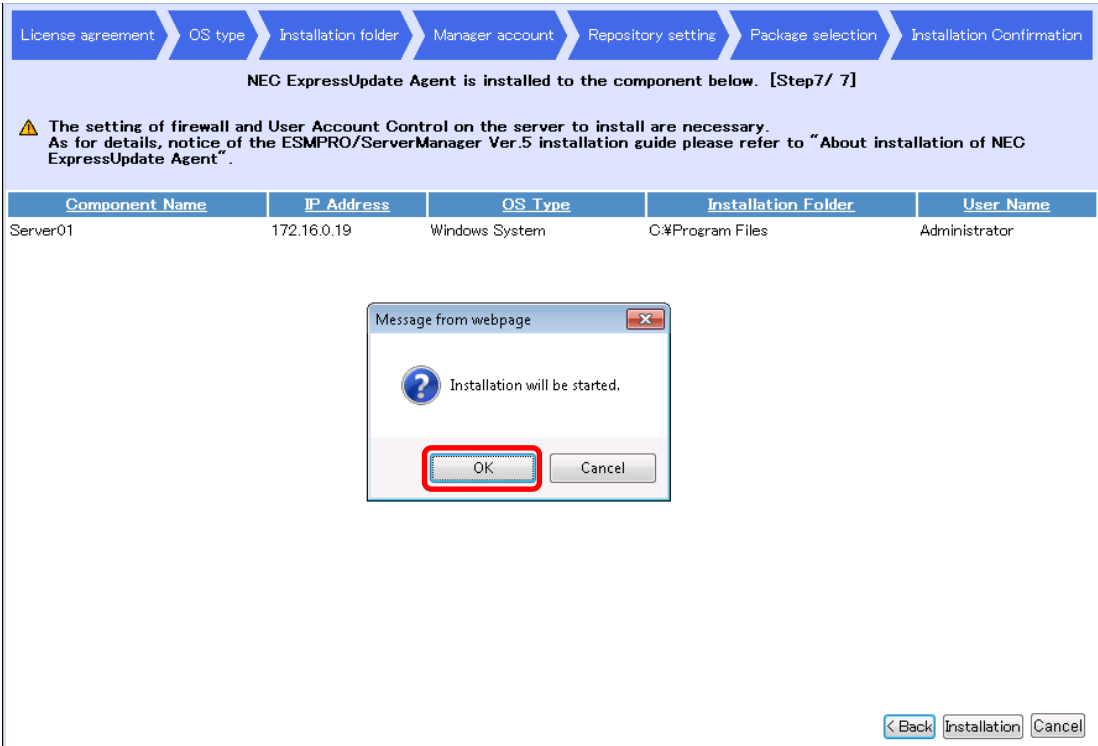 License agreement OS type Installation folder Manager account Repository setting Package selection Installation Confirmation
NEC ExpressUpdate Agent is installed to the component below. [Step7/ 7]
The setting of firewall and User Account Control on the server to install are necessary.
As for details, notice of the ESMPRO/ServerManager Ver.5 installation guide please refer to "About installation of NEC
ExpressUpdate Agent".
Component Name IP Address OS Type Installation Folder User Name
Server01 172.16.0.19 Windows System C:¥Program Files Administrator
Message from webpage
Installation will be started.
OK Cancel
< Back Installation Cancel